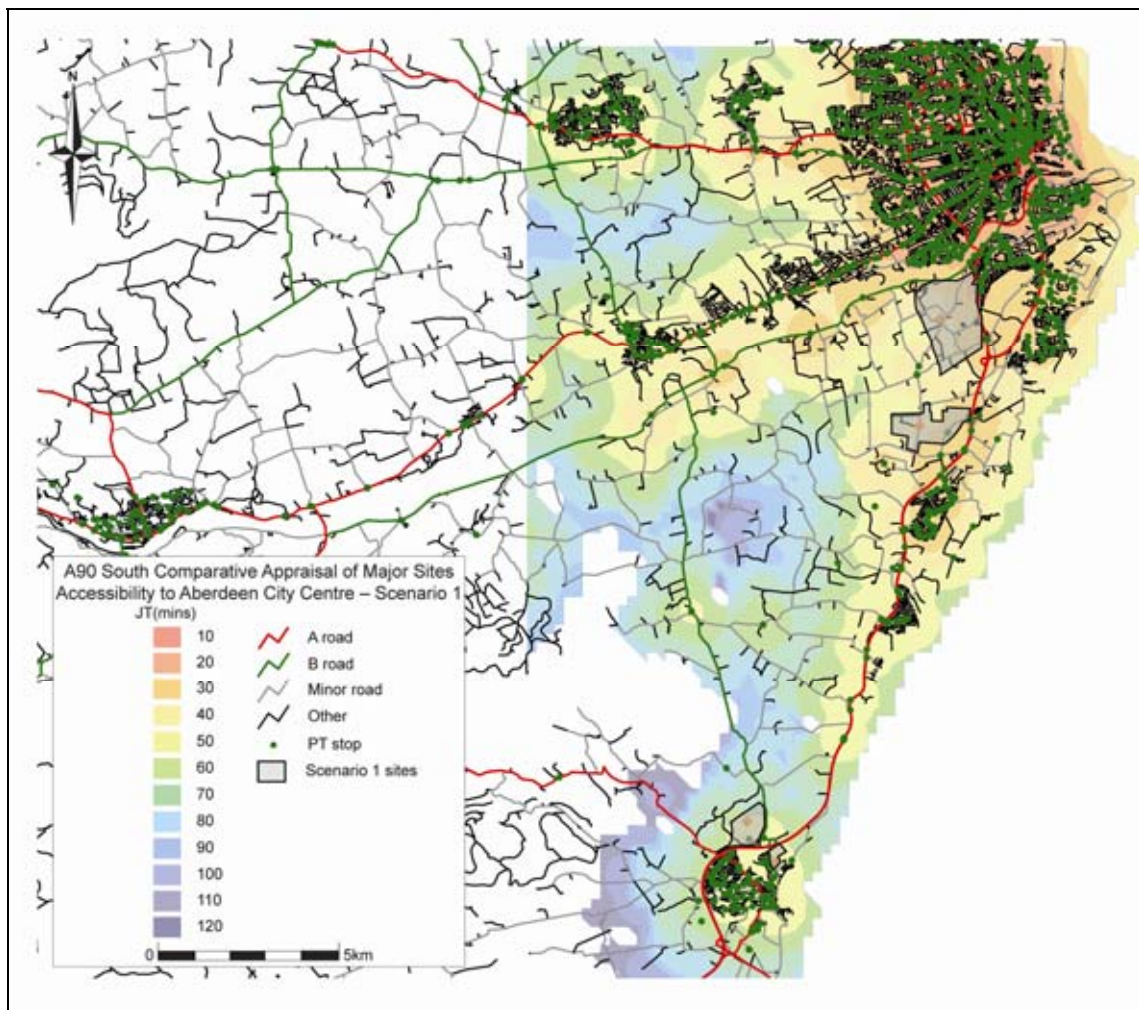 N
A90 South Comparative Appraisal of Major Sites
Accessibility to Aberdeen City Centre – Scenario 1
JT(mins)
10
20
30
40
50
60
70
80
90
100
110
120
A road
B road
Minor road
Other
PT stop
Scenario 1 sites
0 5km